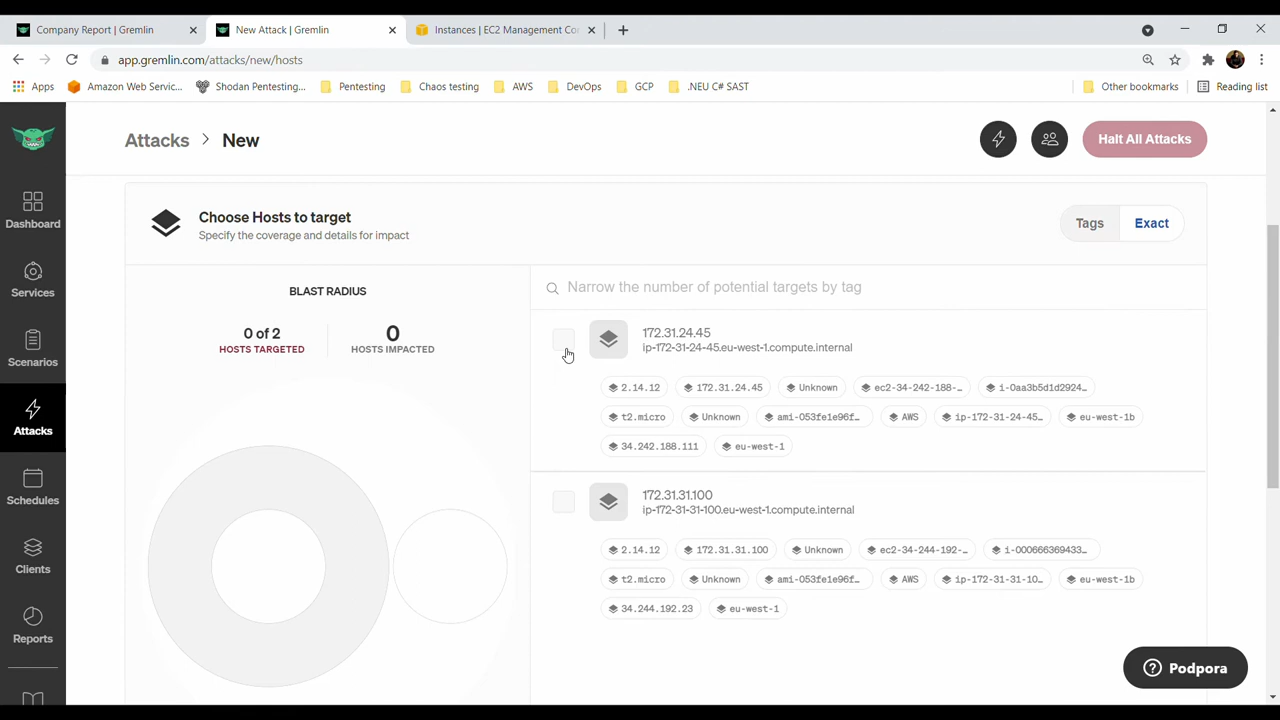 Company Report | Gremlin
New Attack | Gremlin
Instances | EC2 Management Cor
app.gremlin.com/attacks/new/hosts
Apps
Amazon Web Servic...
Shodan Pentesting...
Pentesting
Chaos testing
AWS
DevOps
GCP
.NEU C# SAST
Other bookmarks
Reading list
Attacks > New
Halt All Attacks
Dashboard
Services
Scenarios
Attacks
Schedules
Clients
Reports
Choose Hosts to target
Specify the coverage and details for impact
Tags
Exact
BLAST RADIUS
0 of 2
HOSTS TARGETED
0
HOSTS IMPACTED
Narrow the number of potential targets by tag
172.31.24.45
ip-172-31-24-45.eu-west-1.compute.internal
2.14.12
172.31.24.45
Unknown
ec2-34-242-188-…
i-0aa3b5d1d2924…
t2.micro
Unknown
ami-053fe1e96f…
AWS
ip-172-31-24-45…
eu-west-1b
34.242.188.111
eu-west-1
172.31.31.100
ip-172-31-31-100.eu-west-1.compute.internal
2.14.12
172.31.31.100
Unknown
ec2-34-244-192-…
i-000666369433…
t2.micro
Unknown
ami-053fe1e96f…
AWS
ip-172-31-31-10…
eu-west-1b
34.244.192.23
eu-west-1
Podpora